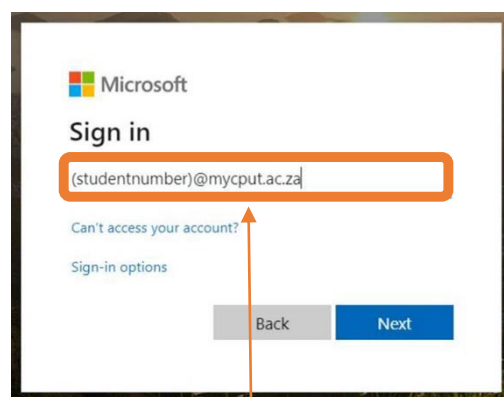 Microsoft
Sign in
(studentnumber)@mycput.ac.za
Can't access your account?
Sign-in options
Back
Next